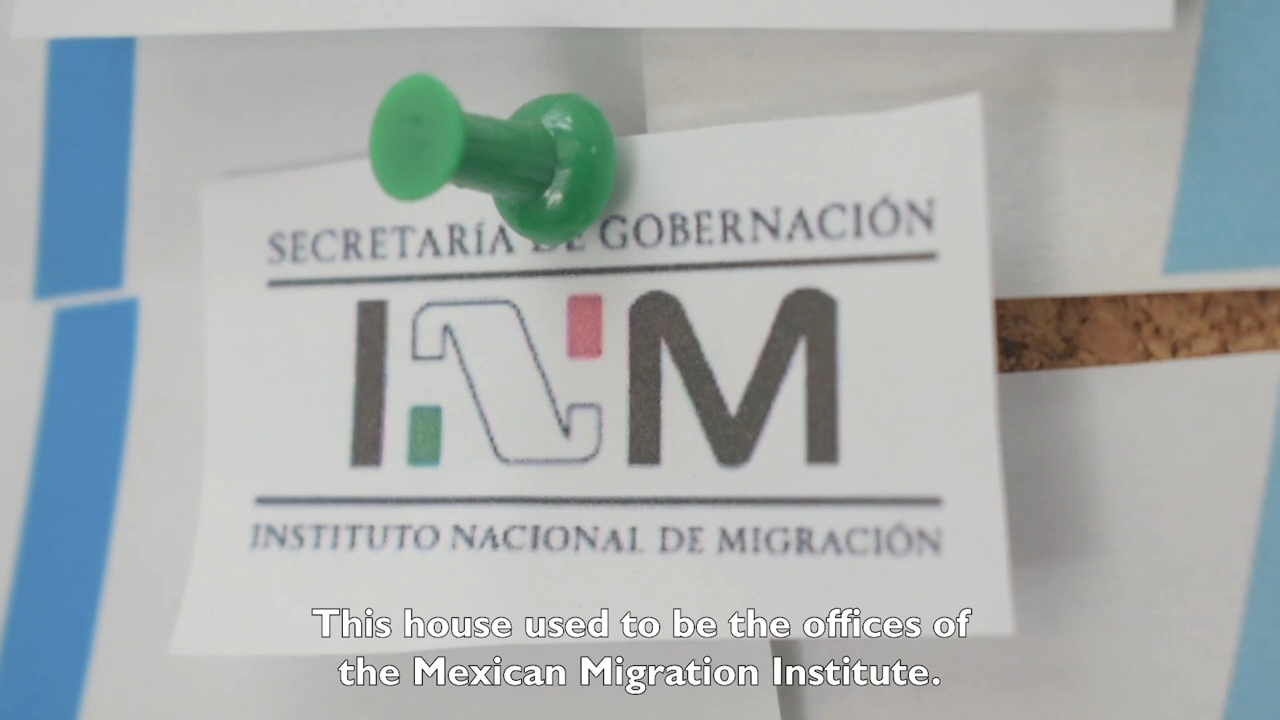 SECRETARÍA DE GOBERNACIÓN
INM
INSTITUTO NACIONAL DE MIGRACIÓN
This house used to be the offices of
the Mexican Migration Institute.